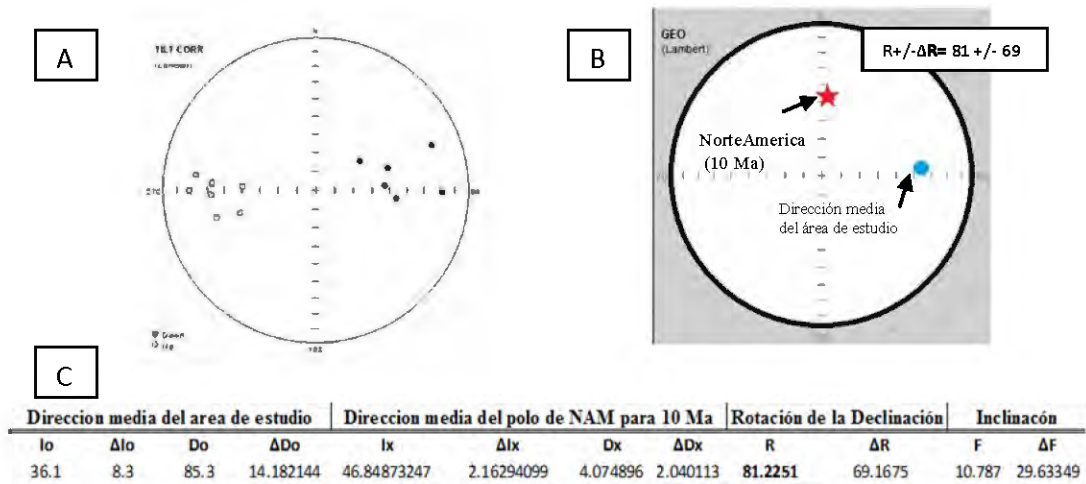 A
TILT CORR
(Lambert)
N
270
90
180
Down
Up
B
GEO
(Lambert)
R+/-ΔR= 81 +/- 69
NorteAmerica
(10 Ma)
Dirección media
del área de estudio
C
Direccion media del area de estudio Direccion media del polo de NAM para 10 Ma Rotación de la Declinación Inclinacón
Io ΔIo Do ΔDo Ix ΔIx Dx ΔDx R ΔR F ΔF
36.1 8.3 85.3 14.182144 46.84873247 2.16294099 4.074896 2.040113 81.2251 69.1675 10.787 29.63349